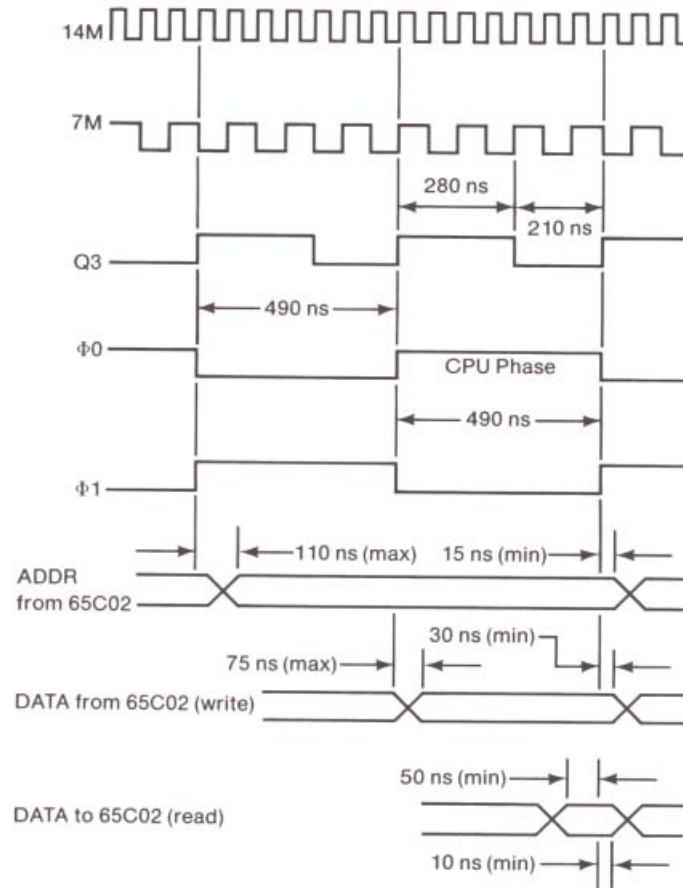 14M
7M
280 ns
210 ns
Q3
490 ns
Φ0
CPU Phase
490 ns
Φ1
110 ns (max)
15 ns (min)
ADDR
from 65C02
30 ns (min)
75 ns (max)
DATA from 65C02 (write)
50 ns (min)
DATA to 65C02 (read)
10 ns (min)